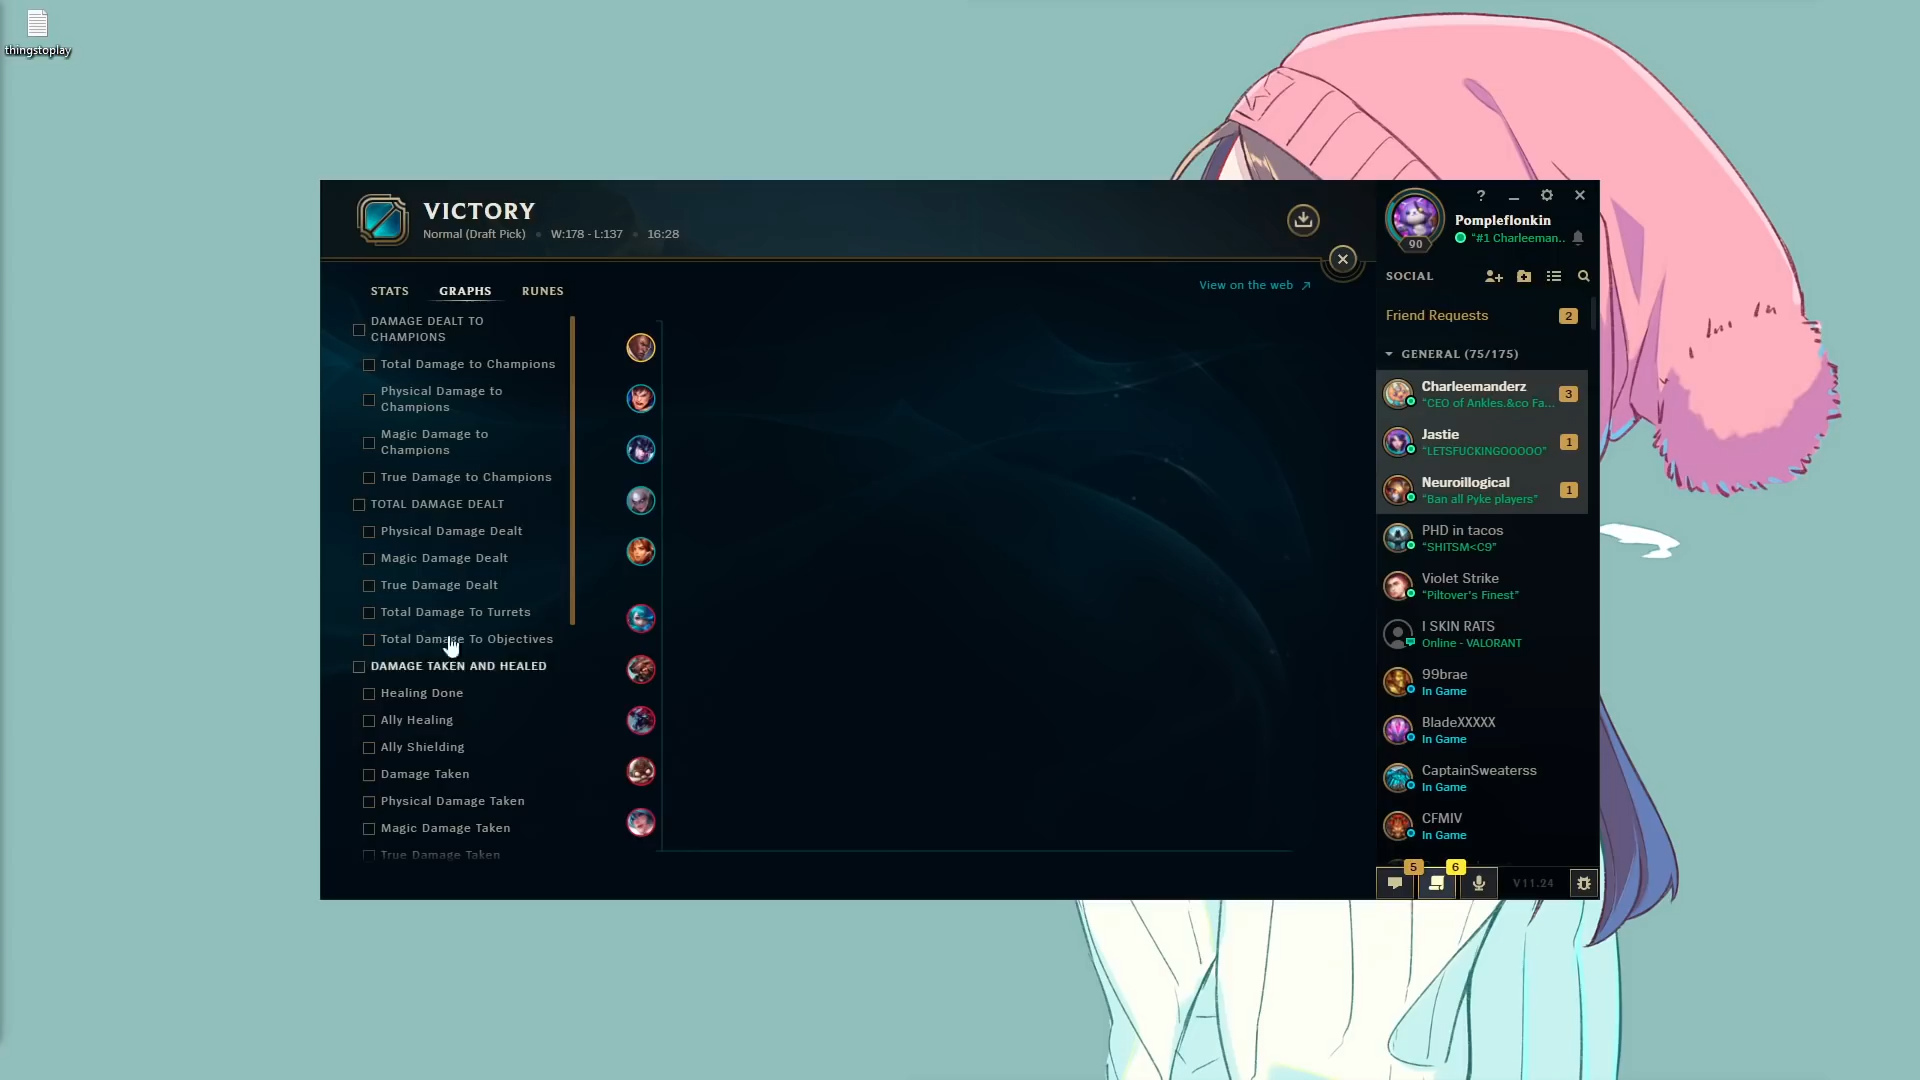 thingstoplay
VICTORY
Normal (Draft Pick) W:178 - L:137 16:28
STATS GRAPHS RUNES
View on the web
DAMAGE DEALT TO
CHAMPIONS
Total Damage to Champions
Physical Damage to
Champions
Magic Damage to
Champions
True Damage to Champions
TOTAL DAMAGE DEALT
Physical Damage Dealt
Magic Damage Dealt
True Damage Dealt
Total Damage To Turrets
Total Damage To Objectives
DAMAGE TAKEN AND HEALED
Healing Done
Ally Healing
Ally Shielding
Damage Taken
Physical Damage Taken
Magic Damage Taken
True Damage Taken
?
90
Pompleflonkin
"#1 Charleeman..
SOCIAL
Friend Requests 2
GENERAL (75/175)
Charleemanderz
"CEO of Ankles.&co Fa...
3
Jastie
"LETSFUCKINGOOOOO"
1
Neuroillogical
"Ban all Pyke players"
1
PHD in tacos
"SHITSM<C9"
Violet Strike
"Piltover's Finest"
I SKIN RATS
Online - VALORANT
99brae
In Game
BladeXXXXX
In Game
CaptainSweaterss
In Game
CFMIV
In Game
5 6
V11.24